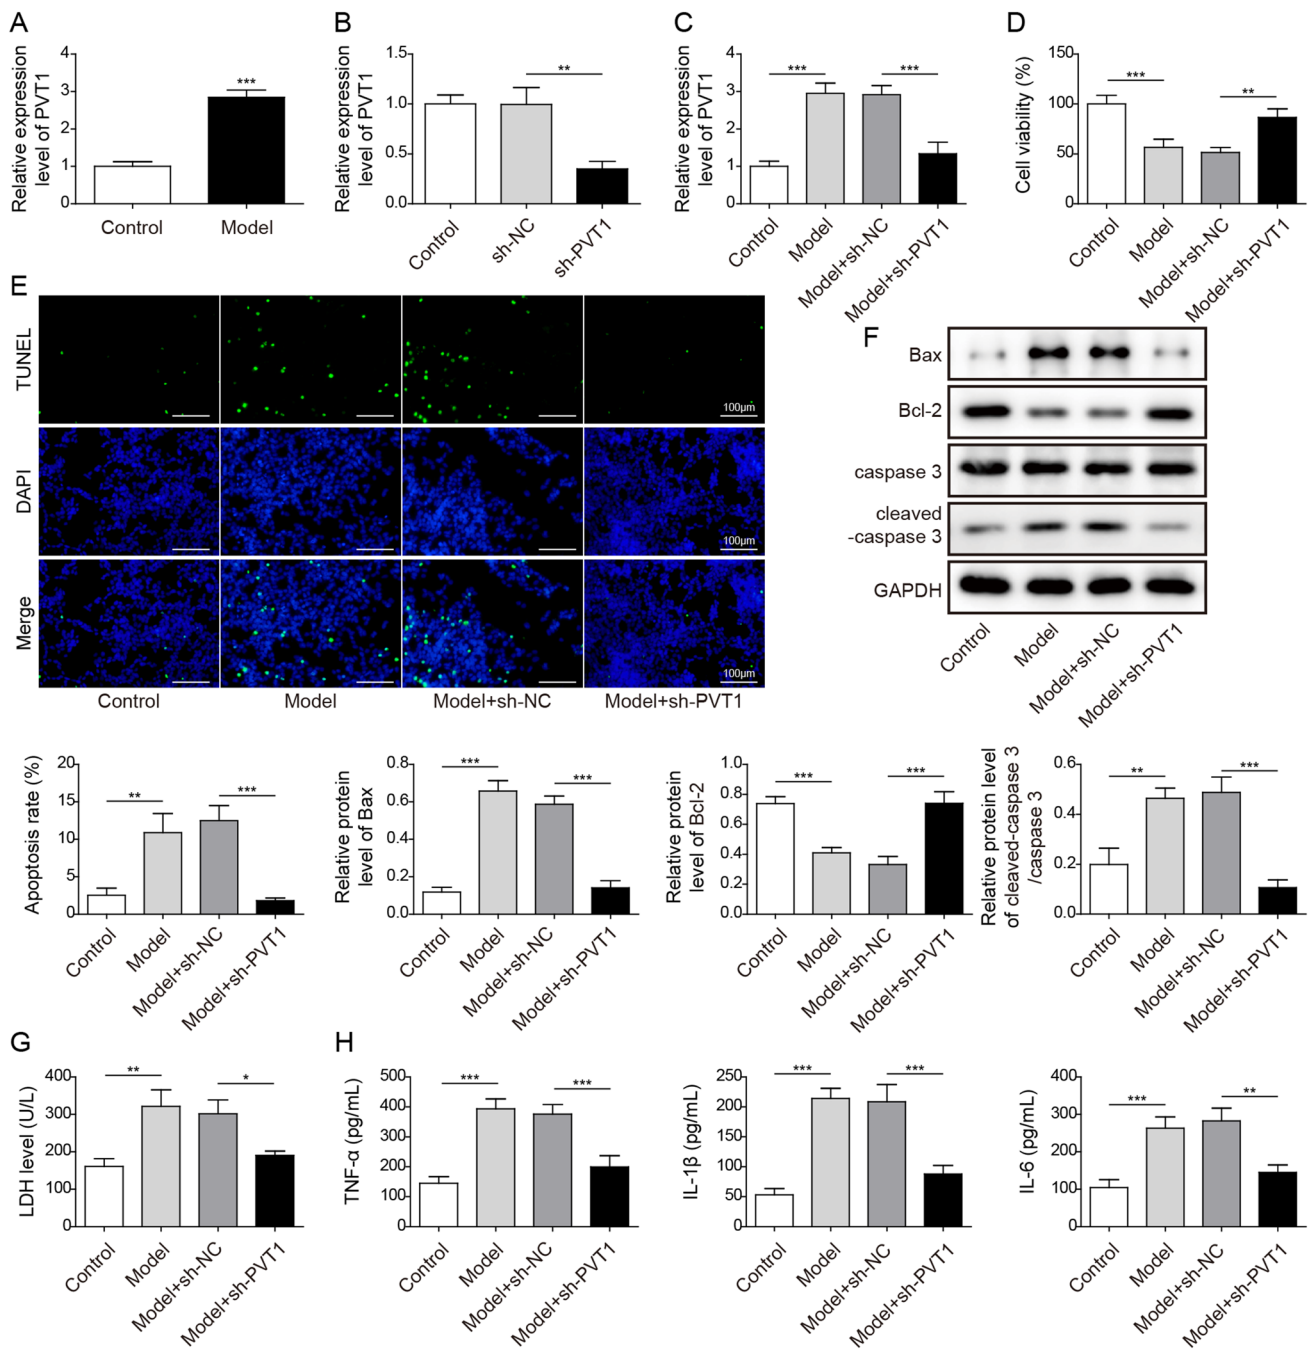 A
Relative expression
level of PVT1
4
3
2
1
0
***
Control
Model
B
Relative expression
level of PVT1
1.5
1.0
0.5
0.0
**
Control
sh-NC
sh-PVT1
C
Relative expression
level of PVT1
4
3
2
1
0
***
***
Control
Model
Model+sh-NC
Model+sh-PVT1
D
Cell viability (%)
150
100
50
0
***
**
Control
Model
Model+sh-NC
Model+sh-PVT1
E
TUNEL
100μm
DAPI
100μm
Merge
100μm
Control
Model
Model+sh-NC
Model+sh-PVT1
F
Bax
Bcl-2
caspase 3
cleaved
-caspase 3
GAPDH
Control
Model
Model+sh-NC
Model+sh-PVT1
Apoptosis rate (%)
20
15
10
5
0
**
***
Control
Model
Model+sh-NC
Model+sh-PVT1
Relative protein
level of Bax
0.8
0.6
0.4
0.2
0.0
***
***
Control
Model
Model+sh-NC
Model+sh-PVT1
Relative protein
level of Bcl-2
1.0
0.8
0.6
0.4
0.2
0.0
***
***
Control
Model
Model+sh-NC
Model+sh-PVT1
Relative protein level
of cleaved-caspase 3
/caspase 3
0.6
0.4
0.2
0.0
**
***
Control
Model
Model+sh-NC
Model+sh-PVT1
G
LDH level (U/L)
400
300
200
100
0
**
*
Control
Model
Model+sh-NC
Model+sh-PVT1
H
TNF-α (pg/mL)
500
400
300
200
100
0
***
***
Control
Model
Model+sh-NC
Model+sh-PVT1
IL-1β (pg/mL)
250
200
150
100
50
0
***
***
Control
Model
Model+sh-NC
Model+sh-PVT1
IL-6 (pg/mL)
400
300
200
100
0
***
**
Control
Model
Model+sh-NC
Model+sh-PVT1